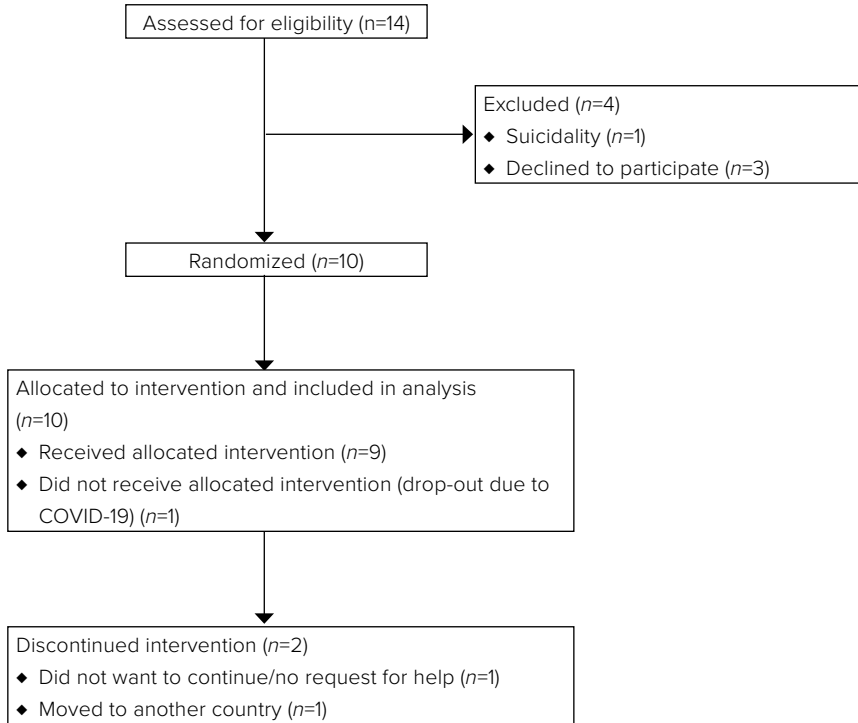 Assessed for eligibility (n=14)
Excluded (n=4)
◆ Suicidality (n=1)
◆ Declined to participate (n=3)
Randomized (n=10)
Allocated to intervention and included in analysis
(n=10)
◆ Received allocated intervention (n=9)
◆ Did not receive allocated intervention (drop-out due to
COVID-19) (n=1)
Discontinued intervention (n=2)
◆ Did not want to continue/no request for help (n=1)
◆ Moved to another country (n=1)